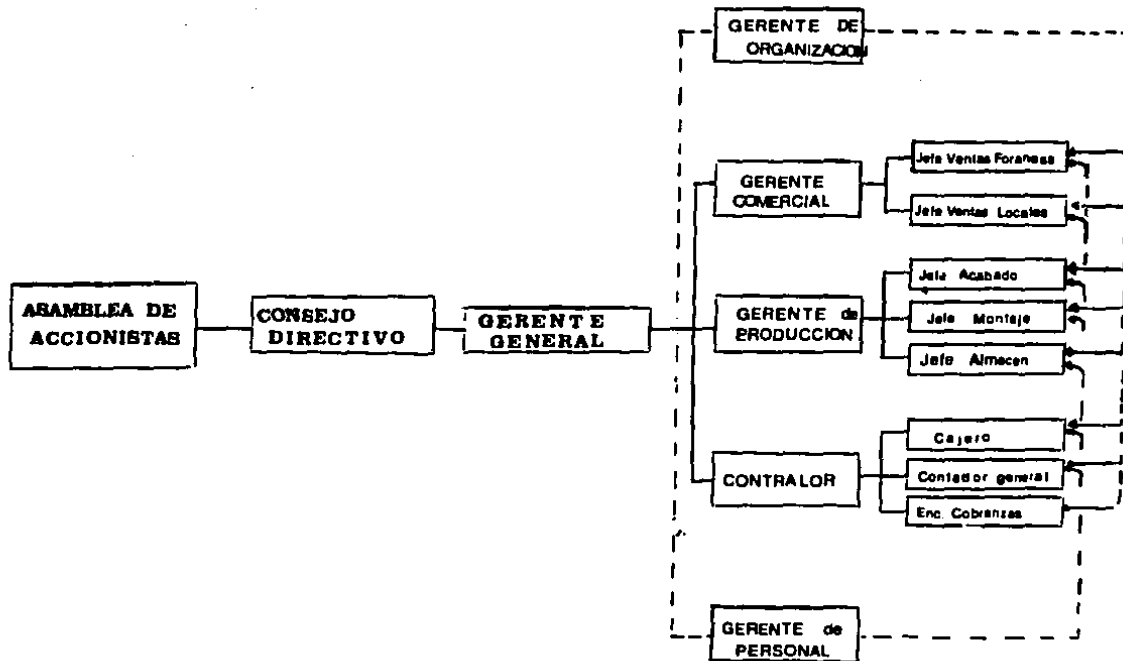 GERENTE DE
ORGANIZACION
Jefe Ventas Foraneas
GERENTE
COMERCIAL
Jefe Ventas Locales
ASAMBLEA DE
ACCIONISTAS
CONSEJO
DIRECTIVO
GERENTE
GENERAL
Jefe Acabado
GERENTE de
PRODUCCION
Jefe Montaje
Jefe Almacen
Cajero
CONTRALOR
Contador general
Enc. Cobranzas
GERENTE de
PERSONAL